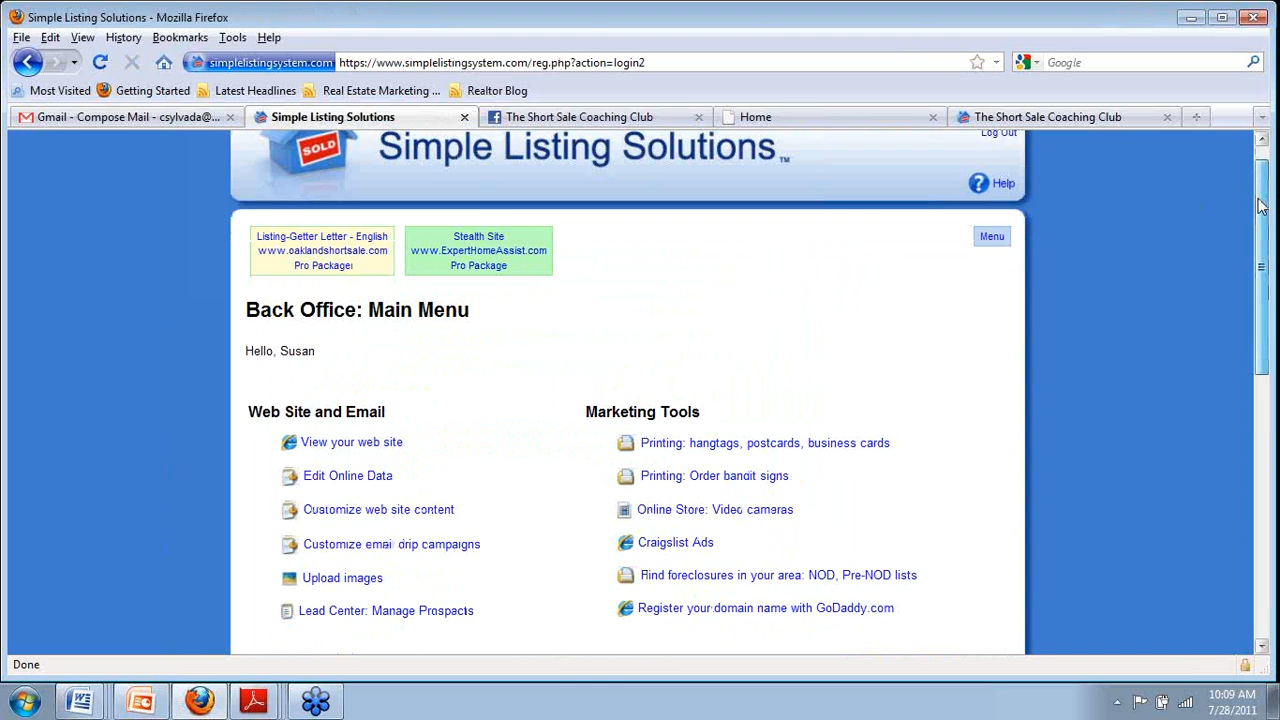 Simple Listing Solutions - Mozilla Firefox
File Edit View History Bookmarks Tools Help
simplelistingsystem.com https://www.simplelistingsystem.com/reg.php?action=login2 Google
Most Visited Getting Started Latest Headlines Real Estate Marketing ... Realtor Blog
Gmail - Compose Mail - csylvada@... Simple Listing Solutions The Short Sale Coaching Club Home The Short Sale Coaching Club
Log Out
SOLD
Simple Listing Solutions TM
Help
Listing-Getter Letter - English
www.oaklandshortsale.com
Pro Package
Stealth Site
www.ExpertHomeAssist.com
Pro Package
Menu
Back Office: Main Menu
Hello, Susan
Web Site and Email
View your web site
Edit Online Data
Customize web site content
Customize email drip campaigns
Upload images
Lead Center: Manage Prospects
Marketing Tools
Printing: hangtags, postcards, business cards
Printing: Order bandit signs
Online Store: Video cameras
Craigslist Ads
Find foreclosures in your area: NOD, Pre-NOD lists
Register your domain name with GoDaddy.com
Done
10:09 AM
7/28/2011